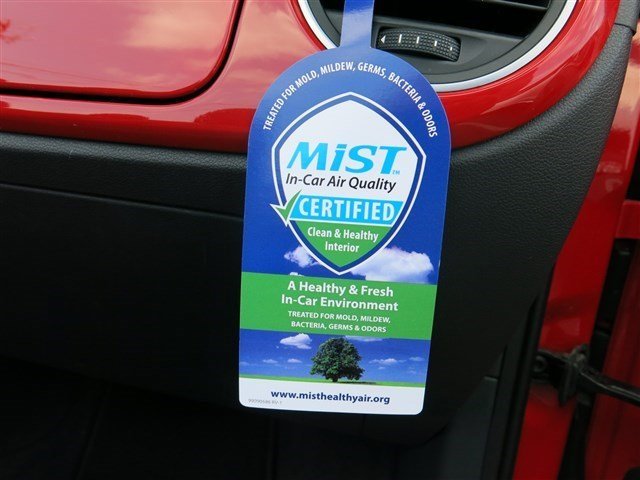 TREATED FOR MOLD, MILDEW, GERMS, BACTERIA & ODORS
MiST™
In-Car Air Quality
CERTIFIED
Clean & Healthy
Interior
A Healthy & Fresh
In-Car Environment
TREATED FOR MOLD, MILDEW,
BACTERIA, GERMS & ODORS
www.misthealthyair.org